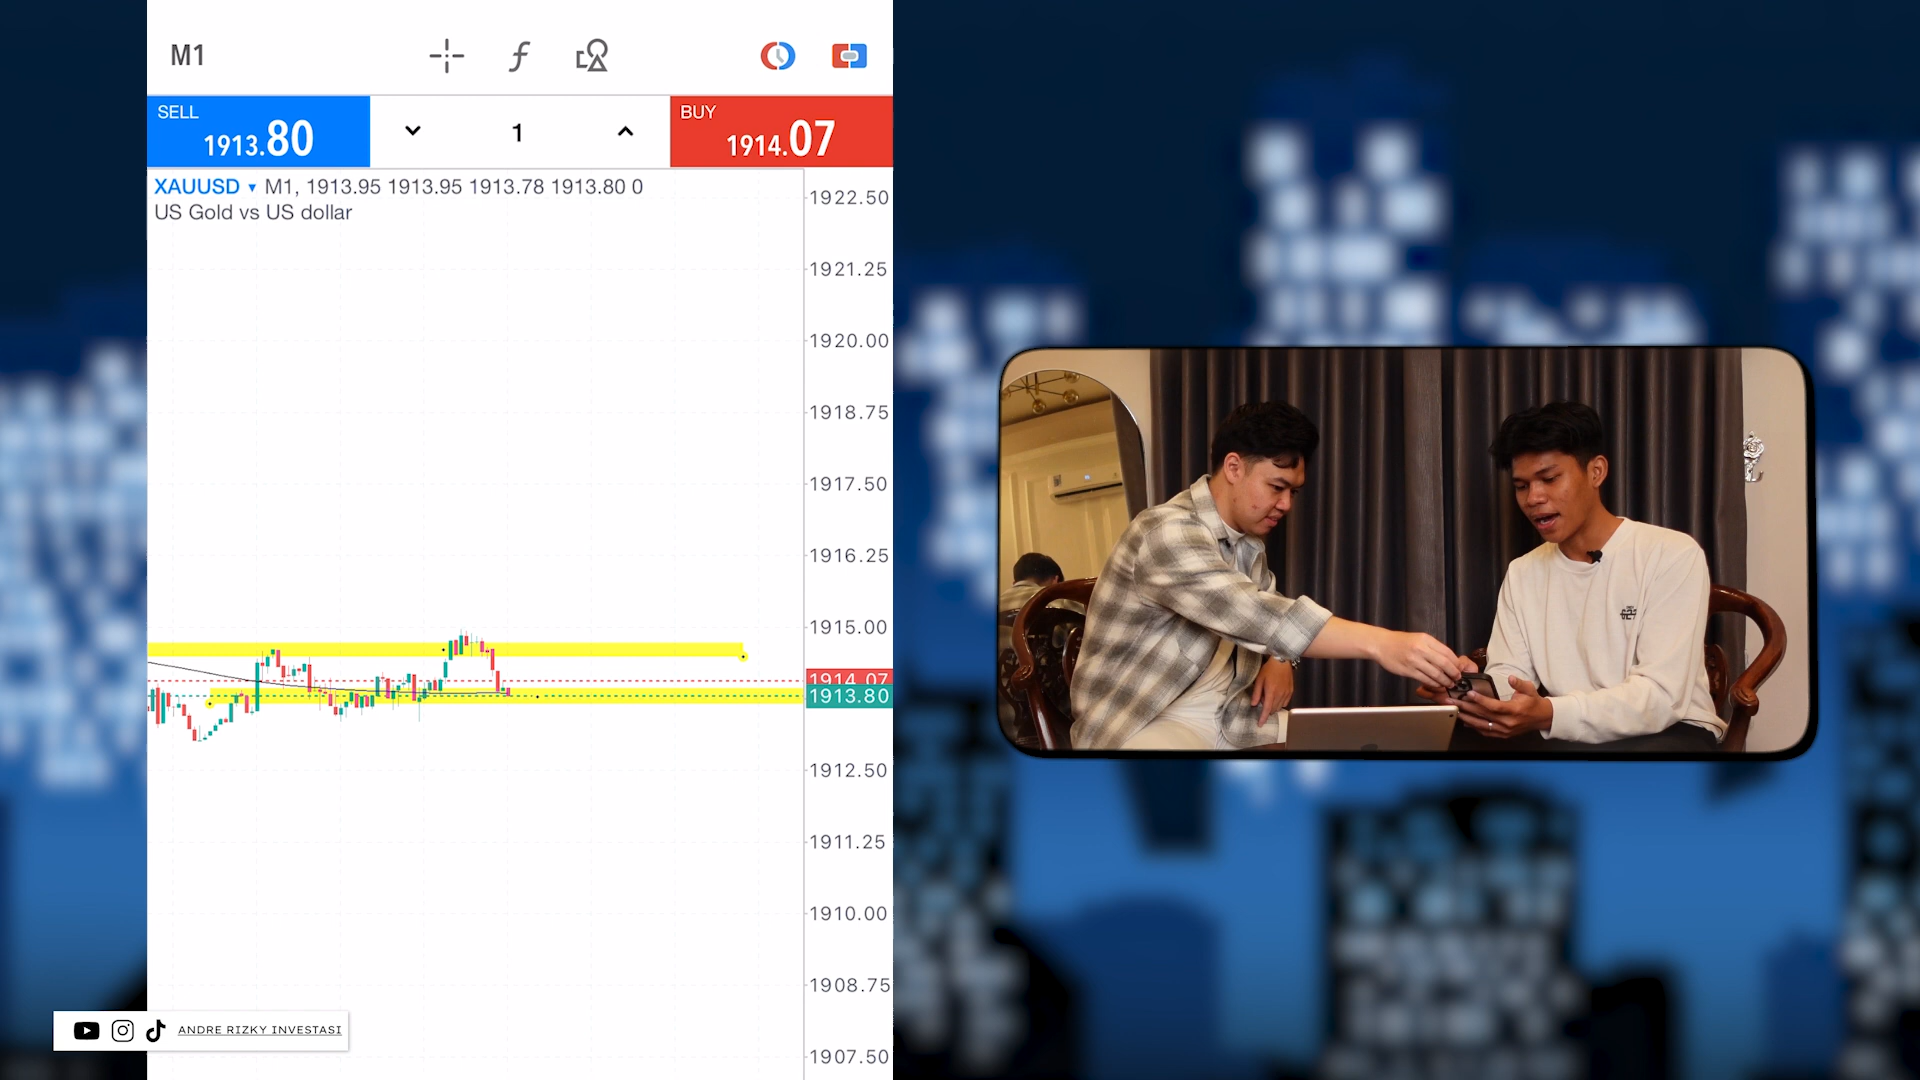 M1
SELL
1913.80
1
BUY
1914.07
XAUUSD ▾ M1, 1913.95 1913.95 1913.78 1913.80 0
US Gold vs US dollar
1922.50
1921.25
1920.00
1918.75
1917.50
1916.25
1915.00
1914.07
1913.80
1912.50
1911.25
1910.00
1908.75
1907.50
ANDRE RIZKY INVESTASI